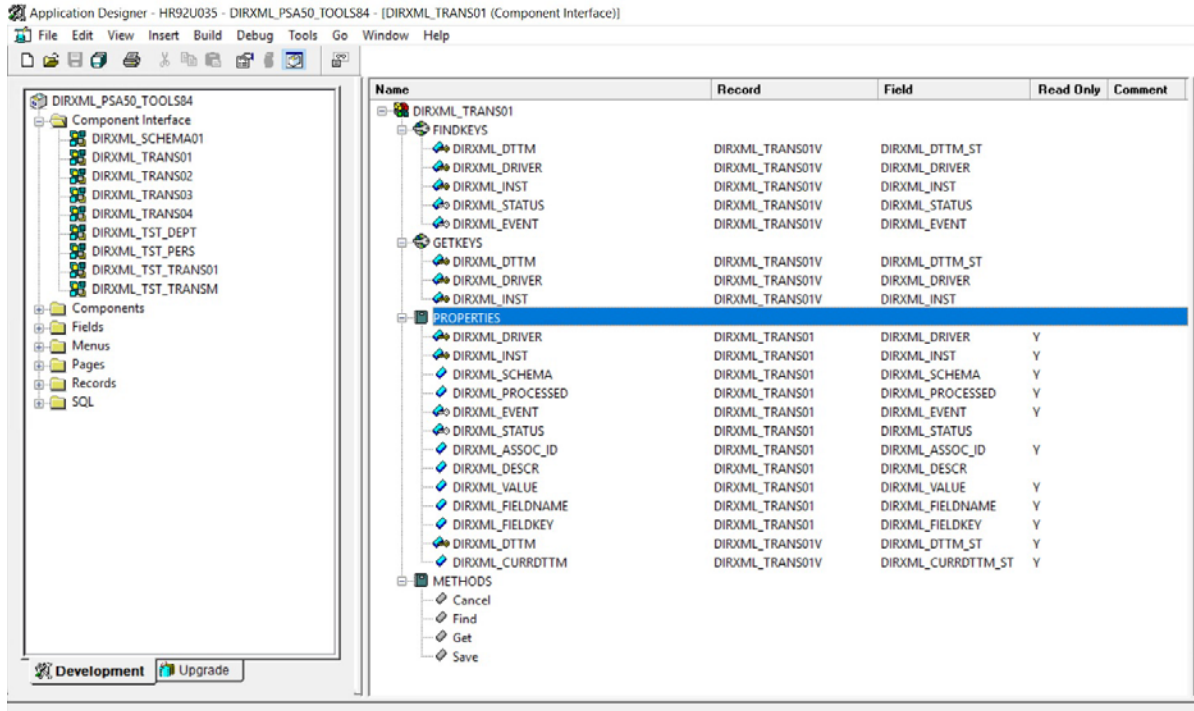 Application Designer - HR92U035 - DIRXML_PSA50_TOOLS84 - [DIRXML_TRANS01 (Component Interface)]
File Edit View Insert Build Debug Tools Go Window Help
DIRXML_PSA50_TOOLS84
Component Interface
DIRXML_SCHEMA01
DIRXML_TRANS01
DIRXML_TRANS02
DIRXML_TRANS03
DIRXML_TRANS04
DIRXML_TST_DEPT
DIRXML_TST_PERS
DIRXML_TST_TRANS01
DIRXML_TST_TRANSM
Components
Fields
Menus
Pages
Records
SQL
Development Upgrade
Name Record Field Read Only Comment
DIRXML_TRANS01
FINDKEYS
DIRXML_DTTM DIRXML_TRANS01V DIRXML_DTTM_ST
DIRXML_DRIVER DIRXML_TRANS01V DIRXML_DRIVER
DIRXML_INST DIRXML_TRANS01V DIRXML_INST
DIRXML_STATUS DIRXML_TRANS01V DIRXML_STATUS
DIRXML_EVENT DIRXML_TRANS01V DIRXML_EVENT
GETKEYS
DIRXML_DTTM DIRXML_TRANS01V DIRXML_DTTM_ST
DIRXML_DRIVER DIRXML_TRANS01V DIRXML_DRIVER
DIRXML_INST DIRXML_TRANS01V DIRXML_INST
PROPERTIES
DIRXML_DRIVER DIRXML_TRANS01 DIRXML_DRIVER Y
DIRXML_INST DIRXML_TRANS01 DIRXML_INST Y
DIRXML_SCHEMA DIRXML_TRANS01 DIRXML_SCHEMA Y
DIRXML_PROCESSED DIRXML_TRANS01 DIRXML_PROCESSED Y
DIRXML_EVENT DIRXML_TRANS01 DIRXML_EVENT Y
DIRXML_STATUS DIRXML_TRANS01 DIRXML_STATUS
DIRXML_ASSOC_ID DIRXML_TRANS01 DIRXML_ASSOC_ID Y
DIRXML_DESCR DIRXML_TRANS01 DIRXML_DESCR
DIRXML_VALUE DIRXML_TRANS01 DIRXML_VALUE Y
DIRXML_FIELDNAME DIRXML_TRANS01 DIRXML_FIELDNAME Y
DIRXML_FIELDKEY DIRXML_TRANS01 DIRXML_FIELDKEY Y
DIRXML_DTTM DIRXML_TRANS01V DIRXML_DTTM_ST Y
DIRXML_CURRDTTM DIRXML_TRANS01V DIRXML_CURRDTTM_ST Y
METHODS
Cancel
Find
Get
Save